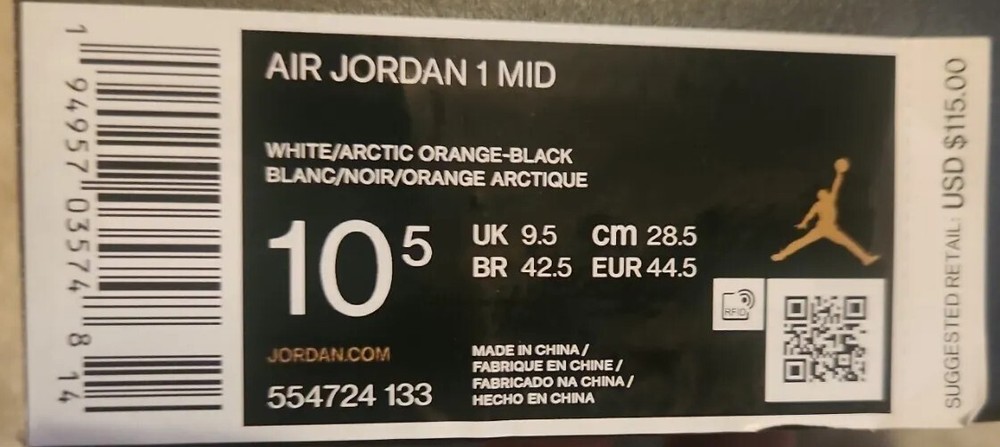 AIR JORDAN 1 MID
WHITE/ARCTIC ORANGE-BLACK
BLANC/NOIR/ORANGE ARCTIQUE
10 5
UK 9.5 cm 28.5
BR 42.5 EUR 44.5
RFID
JORDAN.COM
554724 133
MADE IN CHINA /
FABRIQUE EN CHINE /
FABRICADO NA CHINA /
HECHO EN CHINA
1 94957 03574 8 14
SUGGESTED RETAIL: USD $115.00